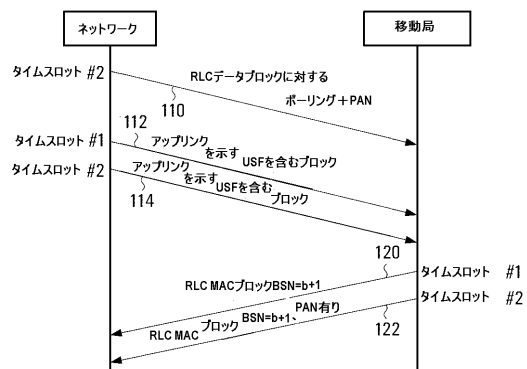 ネットワーク
移動局
タイムスロット #2
RLCデータブロックに対する
ポーリング+PAN
110
112
タイムスロット #1
アップリンク
を示す
USFを含むブロック
タイムスロット #2
アップリンク
を示す
USFを含む
ブロック
114
120
タイムスロット #1
RLC MACブロックBSN=b+1
タイムスロット #2
RLC MAC ブロック BSN=b+1、PAN有り
122